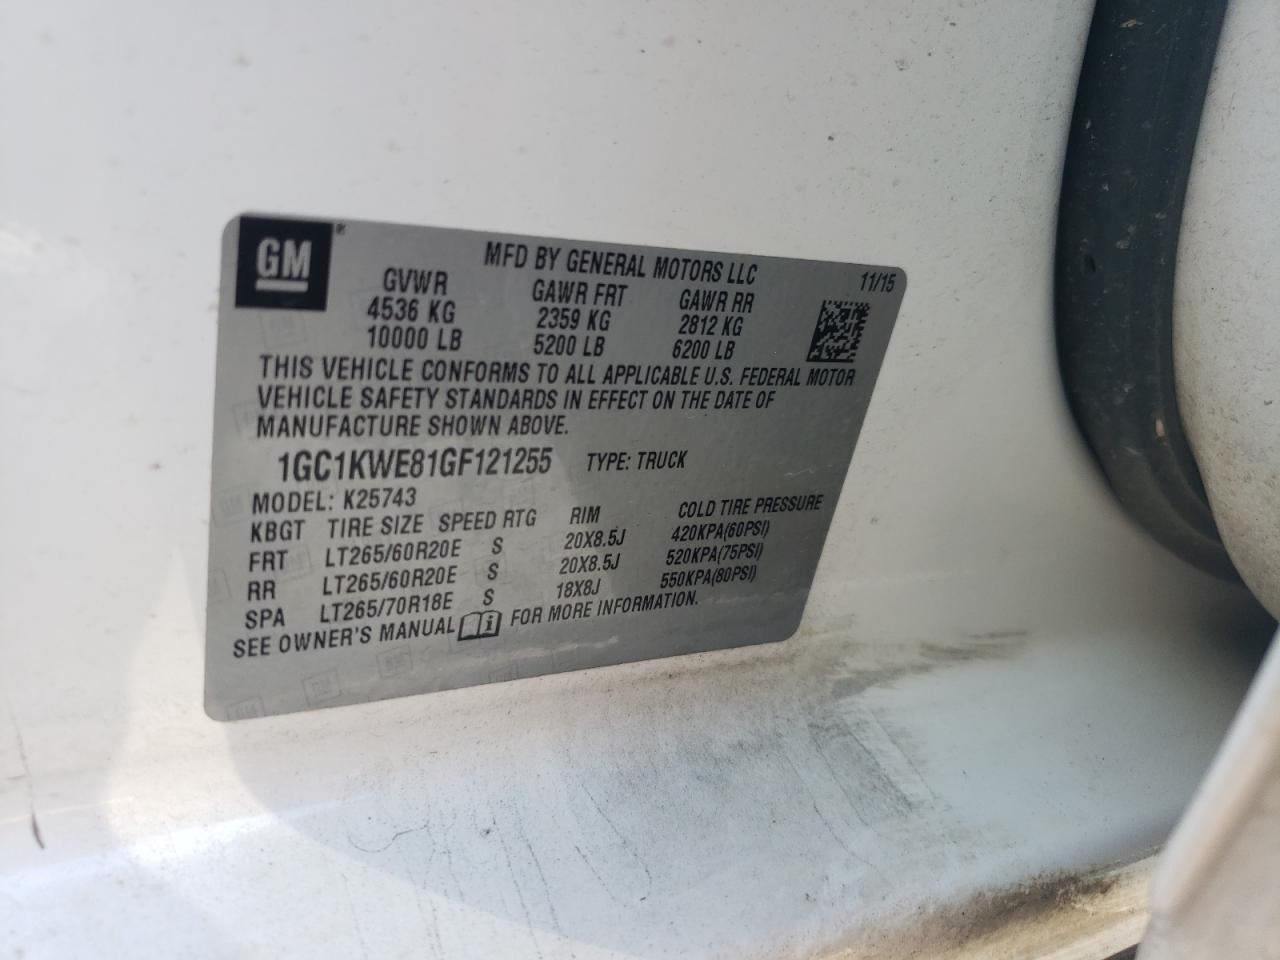 GM®
MFD BY GENERAL MOTORS LLC 11/15
GVWR GAWR FRT GAWR RR
4536 KG 2359 KG 2812 KG
10000 LB 5200 LB 6200 LB
THIS VEHICLE CONFORMS TO ALL APPLICABLE U.S. FEDERAL MOTOR
VEHICLE SAFETY STANDARDS IN EFFECT ON THE DATE OF
MANUFACTURE SHOWN ABOVE.
1GC1KWE81GF121255 TYPE: TRUCK
MODEL: K25743
KBGT TIRE SIZE SPEED RTG RIM COLD TIRE PRESSURE
FRT LT265/60R20E S 20X8.5J 420KPA(60PSI)
RR LT265/60R20E S 20X8.5J 520KPA(75PSI)
SPA LT265/70R18E S 18X8J 550KPA(80PSI)
SEE OWNER'S MANUAL i FOR MORE INFORMATION.